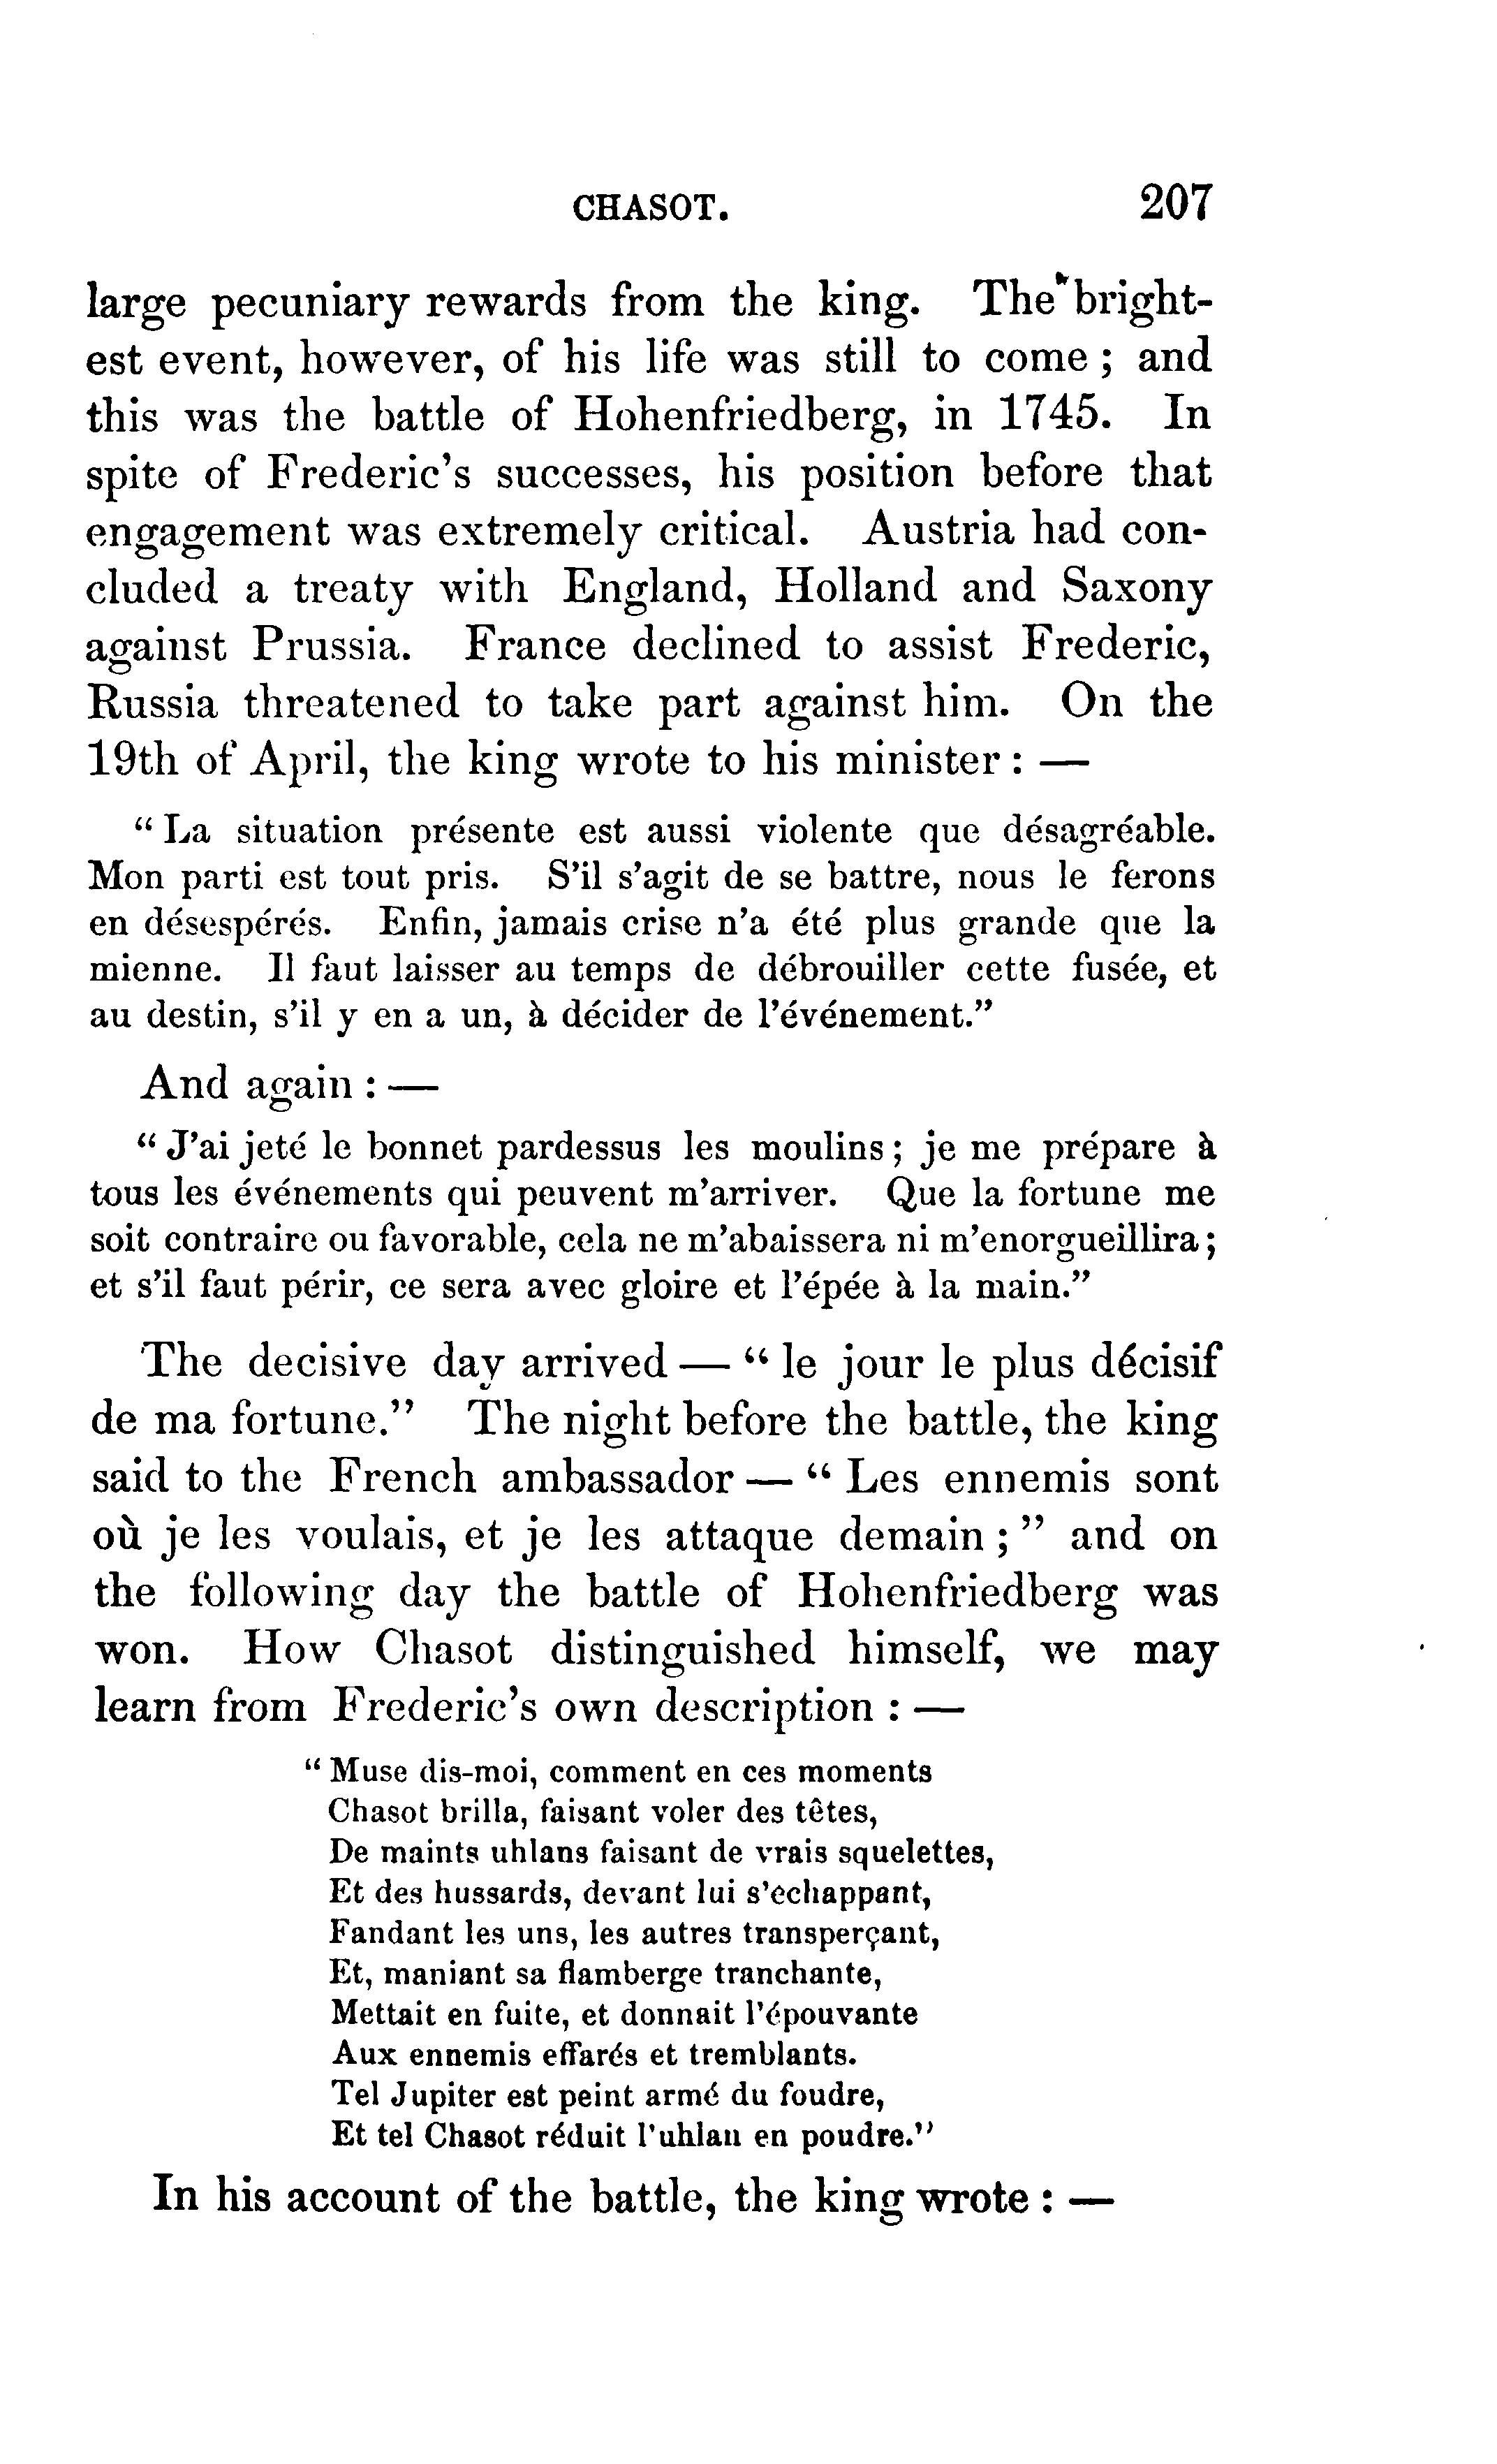 CHASOT. 207
large pecuniary rewards from the king. The bright-
est event, however, of his life was still to come ; and
this was the battle of Hohenfriedberg, in 1745. In
spite of Frederic's successes, his position before that
engagement was extremely critical. Austria had con-
cluded a treaty with England, Holland and Saxony
against Prussia. France declined to assist Frederic,
Russia threatened to take part against him. On the
19th of April, the king wrote to his minister : —
“ La situation présente est aussi violente que désagréable.
Mon parti est tout pris. S'il s'agit de se battre, nous le ferons
en désespérés. Enfin, jamais crise n'a été plus grande que la
mienne. Il faut laisser au temps de débrouiller cette fusée, et
au destin, s'il y en a un, à décider de l'événement.”
And again : —
“ J'ai jeté le bonnet pardessus les moulins ; je me prépare à
tous les événements qui peuvent m'arriver. Que la fortune me
soit contraire ou favorable, cela ne m'abaissera ni m'enorgueillira ;
et s'il faut périr, ce sera avec gloire et l'épée à la main.”
The decisive day arrived — “ le jour le plus décisif
de ma fortune.” The night before the battle, the king
said to the French ambassador — “ Les ennemis sont
où je les voulais, et je les attaque demain ; ” and on
the following day the battle of Hohenfriedberg was
won. How Chasot distinguished himself, we may
learn from Frederic's own description : —
“ Muse dis-moi, comment en ces moments
Chasot brilla, faisant voler des têtes,
De maints uhlans faisant de vrais squelettes,
Et des hussards, devant lui s'echappant,
Fandant les uns, les autres transperçant,
Et, maniant sa flamberge tranchante,
Mettait en fuite, et donnait l'épouvante
Aux ennemis effarés et tremblants.
Tel Jupiter est peint armé du foudre,
Et tel Chasot réduit l'uhlan en poudre.”
In his account of the battle, the king wrote : —